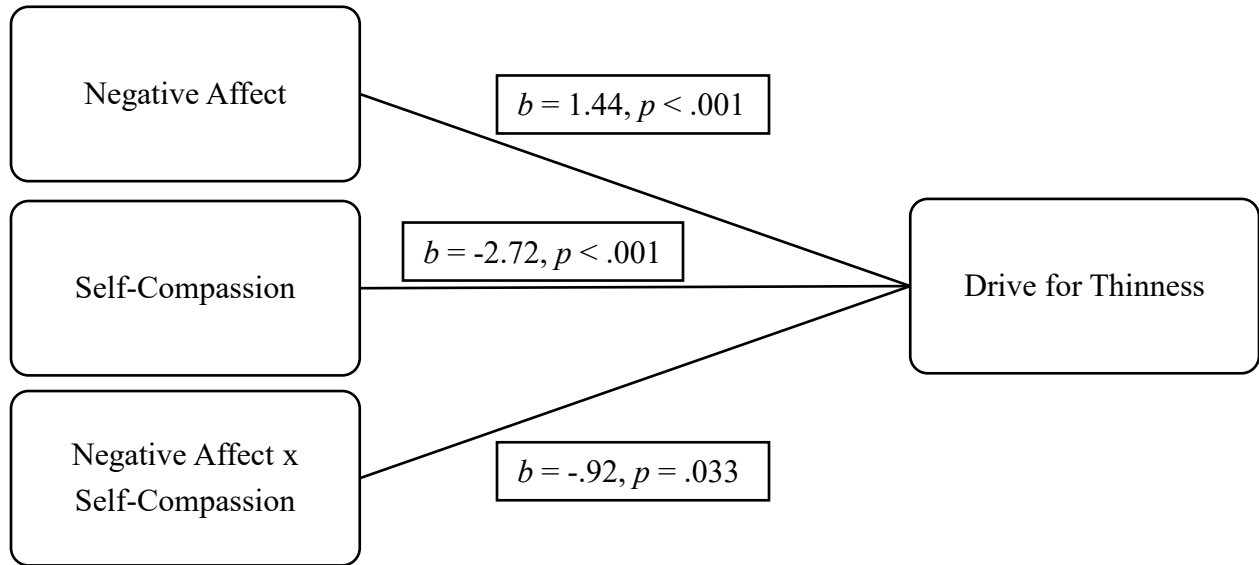 Negative Affect
b = 1.44, p < .001
Self-Compassion
b = -2.72, p < .001
Drive for Thinness
Negative Affect x
Self-Compassion
b = -.92, p = .033